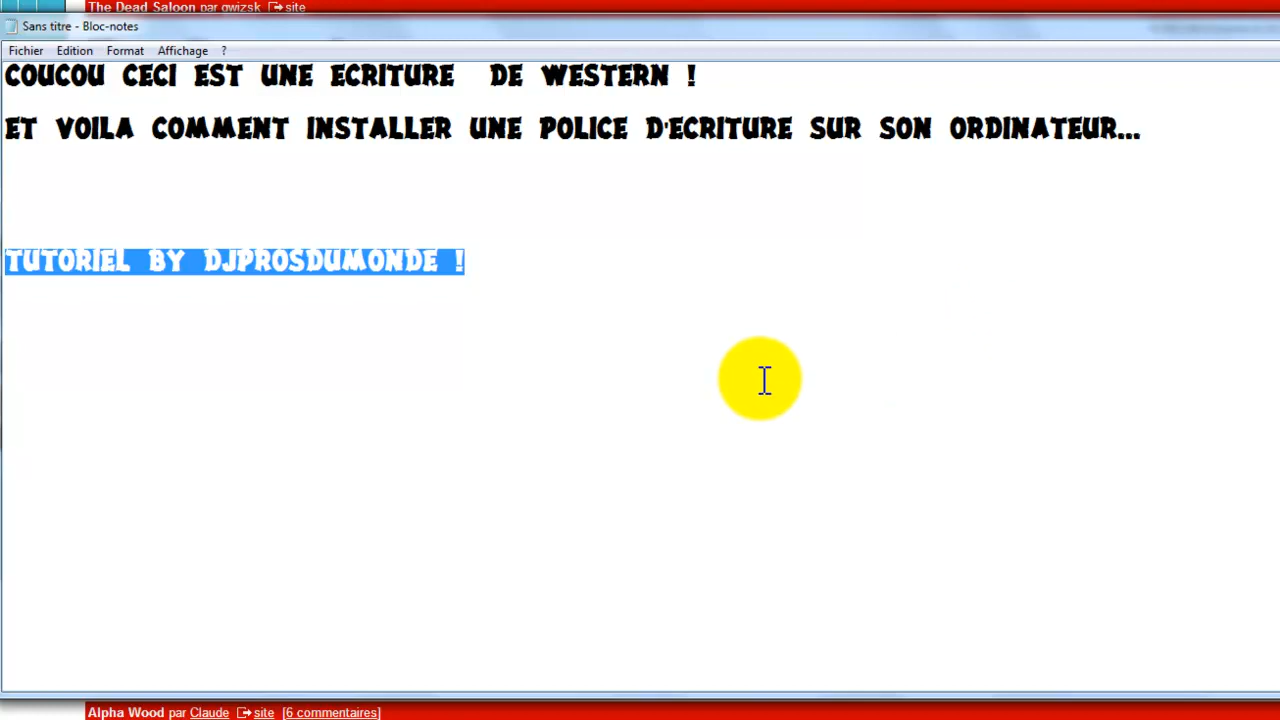 The Dead Saloon par gwizsk site
Sans titre - Bloc-notes
Fichier Edition Format Affichage ?
COUCOU CECI EST UNE ECRITURE DE WESTERN !
ET VOILA COMMENT INSTALLER UNE POLICE D'ECRITURE SUR SON ORDINATEUR...
TUTORIEL BY DJPROSDUMONDE !
Alpha Wood par Claude site [6 commentaires]